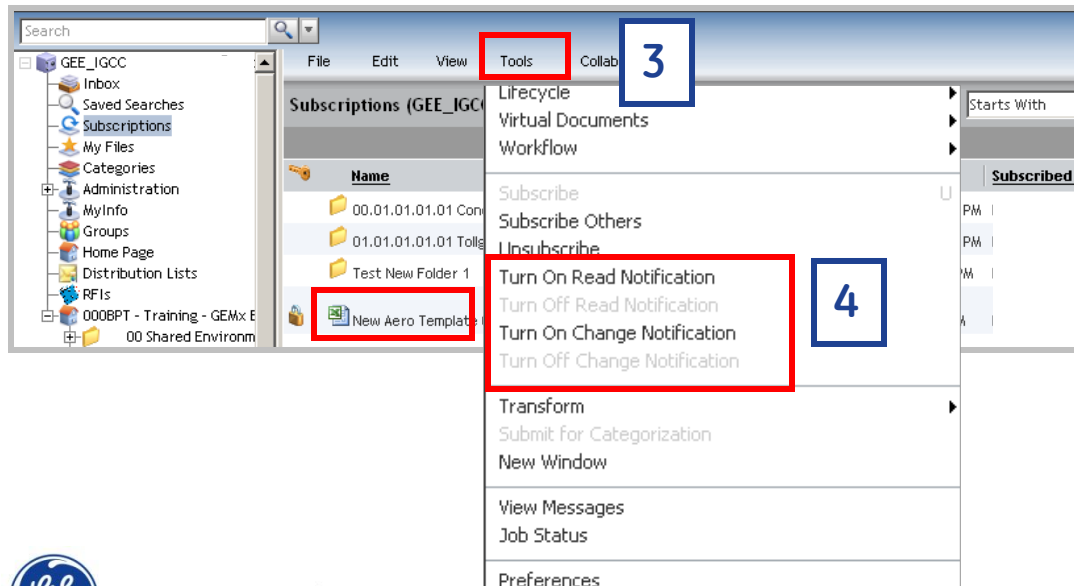 Search
GEE_IGCC
Inbox
Saved Searches
Subscriptions
My Files
Categories
Administration
MyInfo
Groups
Home Page
Distribution Lists
RFIs
000BPT - Training - GEMx E
00 Shared Environm
File Edit View Tools Collab
3
Subscriptions (GEE_IGC
Starts With
Name
Subscribed
00.01.01.01.01 Con
PM
01.01.01.01.01 Tollg
PM
Test New Folder 1
New Aero Template
Lifecycle
Virtual Documents
Workflow
Subscribe U
Subscribe Others
Unsubscribe
Turn On Read Notification
Turn Off Read Notification
Turn On Change Notification
Turn Off Change Notification
4
Transform
Submit for Categorization
New Window
View Messages
Job Status
Preferences